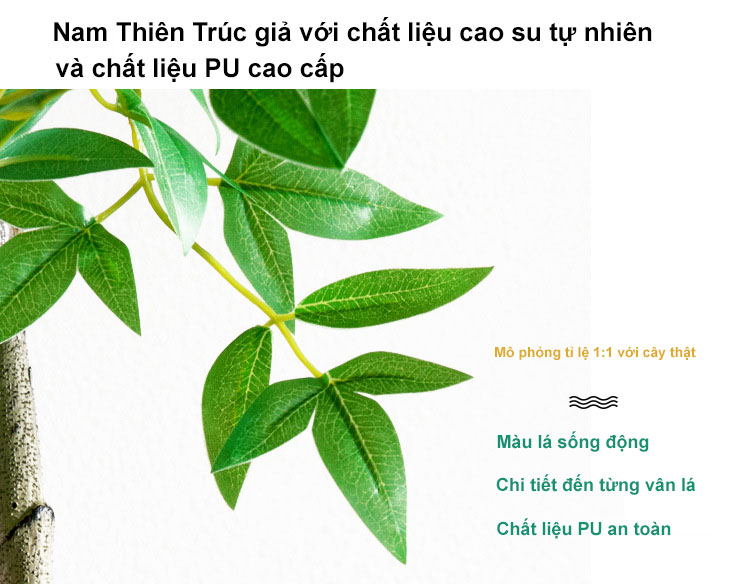 Nam Thiên Trúc giả với chất liệu cao su tự nhiên
và chất liệu PU cao cấp
Mô phỏng tỉ lệ 1:1 với cây thật
Màu lá sống động
Chi tiết đến từng vân lá
Chất liệu PU an toàn